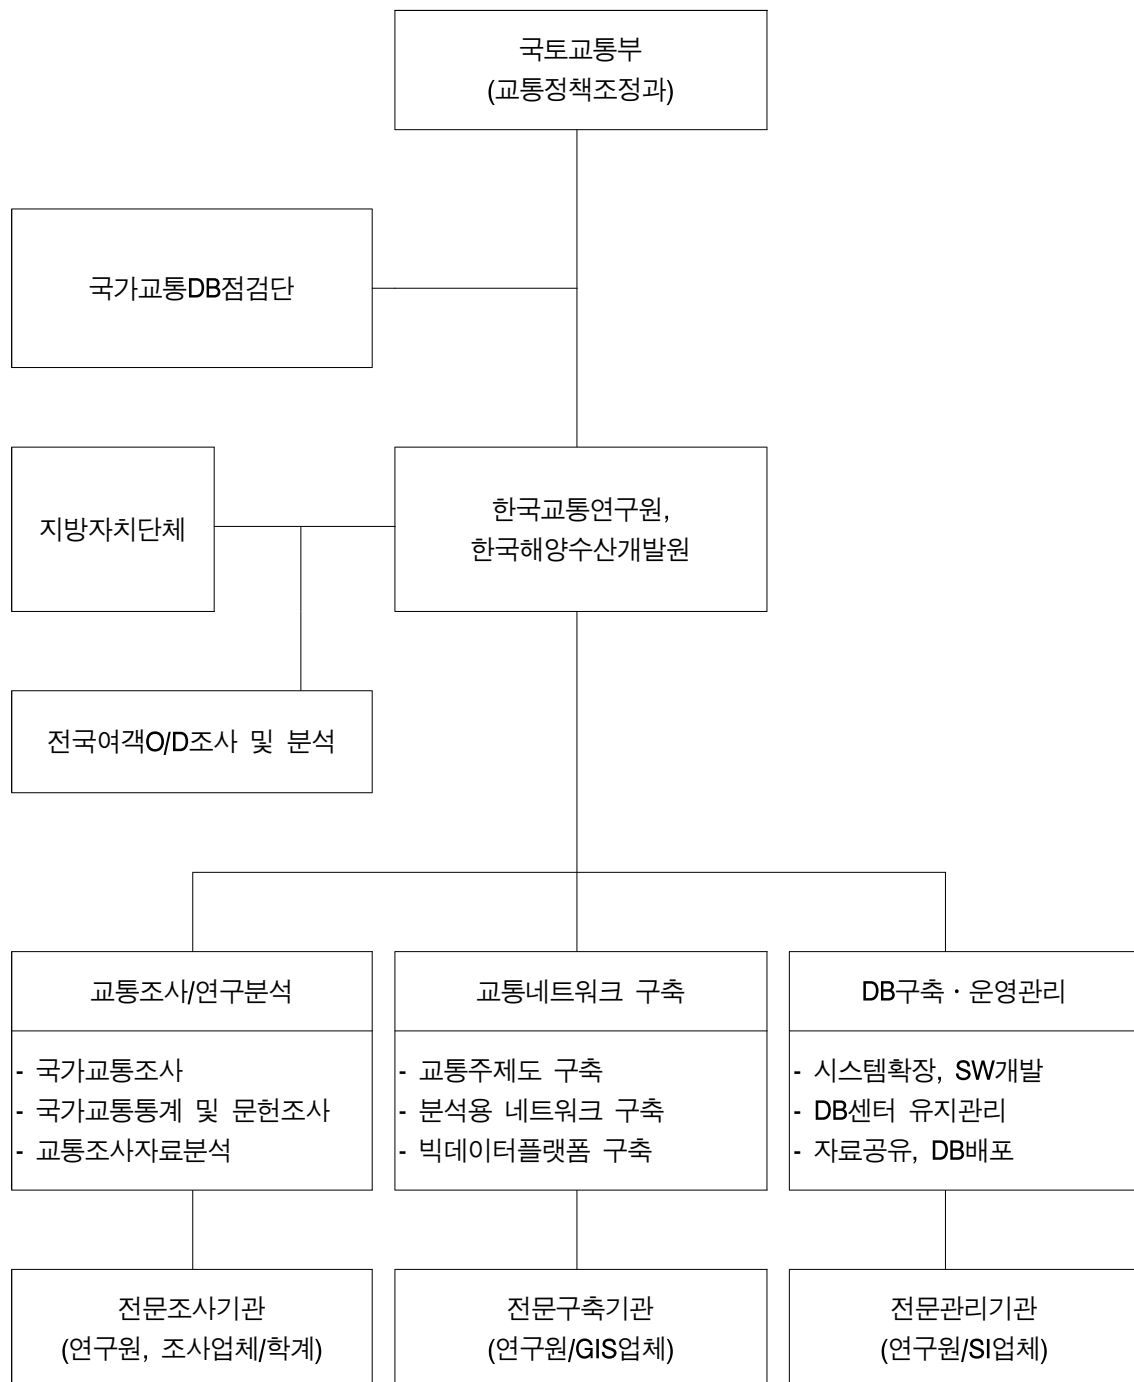 국토교통부
(교통정책조정과)
국가교통DB점검단
지방자치단체
한국교통연구원,
한국해양수산개발원
전국여객O/D조사 및 분석
교통조사/연구분석
- 국가교통조사
- 국가교통통계 및 문헌조사
- 교통조사자료분석
교통네트워크 구축
- 교통주제도 구축
- 분석용 네트워크 구축
- 빅데이터플랫폼 구축
DB구축ㆍ운영관리
- 시스템확장, SW개발
- DB센터 유지관리
- 자료공유, DB배포
전문조사기관
(연구원, 조사업체/학계)
전문구축기관
(연구원/GIS업체)
전문관리기관
(연구원/SI업체)